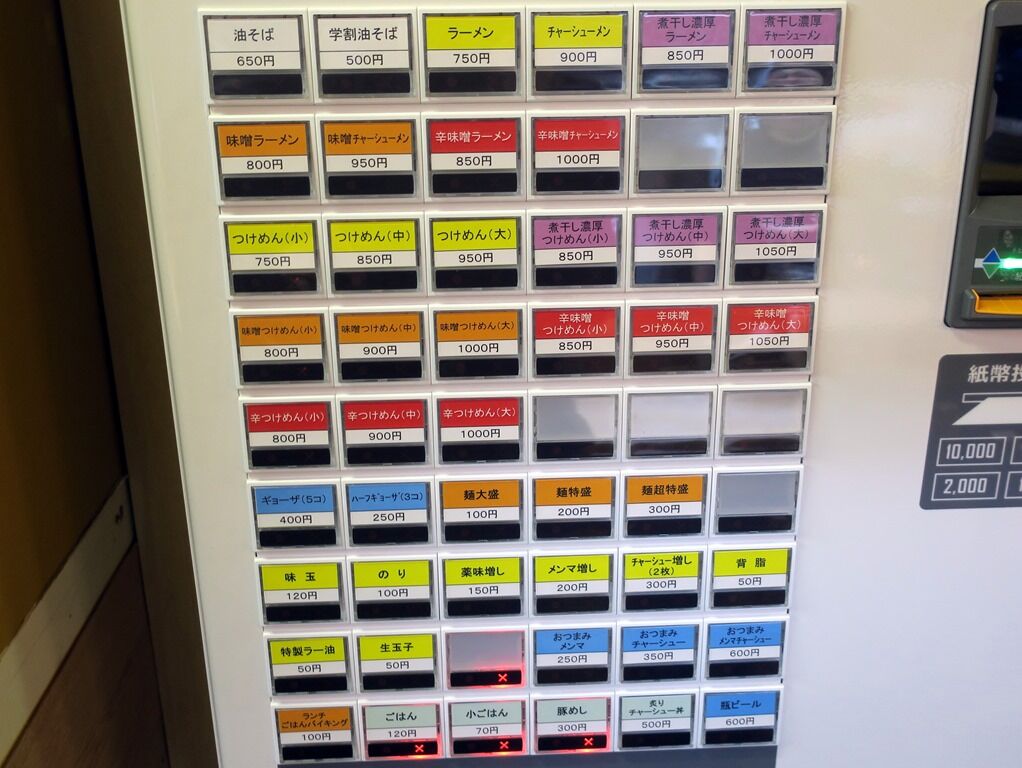 油そば
650円
学割油そば
500円
ラーメン
750円
チャーシューメン
900円
煮干し濃厚
ラーメン
850円
煮干し濃厚
チャーシューメン
1000円
味噌ラーメン
800円
味噌チャーシューメン
950円
辛味噌ラーメン
850円
辛味噌チャーシューメン
1000円
つけめん(小)
750円
つけめん(中)
850円
つけめん(大)
950円
煮干し濃厚
つけめん(小)
850円
煮干し濃厚
つけめん(中)
950円
煮干し濃厚
つけめん(大)
1050円
味噌つけめん(小)
800円
味噌つけめん(中)
900円
味噌つけめん(大)
1000円
辛味噌
つけめん(小)
850円
辛味噌
つけめん(中)
950円
辛味噌
つけめん(大)
1050円
紙幣投
10,000
2,000
辛つけめん(小)
800円
辛つけめん(中)
900円
辛つけめん(大)
1000円
ギョーザ(5コ)
400円
ハーフギョーザ(3コ)
250円
麺大盛
100円
麺特盛
200円
麺超特盛
300円
味玉
120円
のり
100円
薬味増し
150円
メンマ増し
200円
チャーシュー増し
(2枚)
300円
背脂
50円
特製ラー油
50円
生玉子
50円
おつまみ
メンマ
250円
おつまみ
チャーシュー
350円
おつまみ
メンマチャーシュー
600円
ランチ
ごはんバイキング
100円
ごはん
120円
小ごはん
70円
豚めし
300円
炙り
チャーシュー丼
500円
瓶ビール
600円